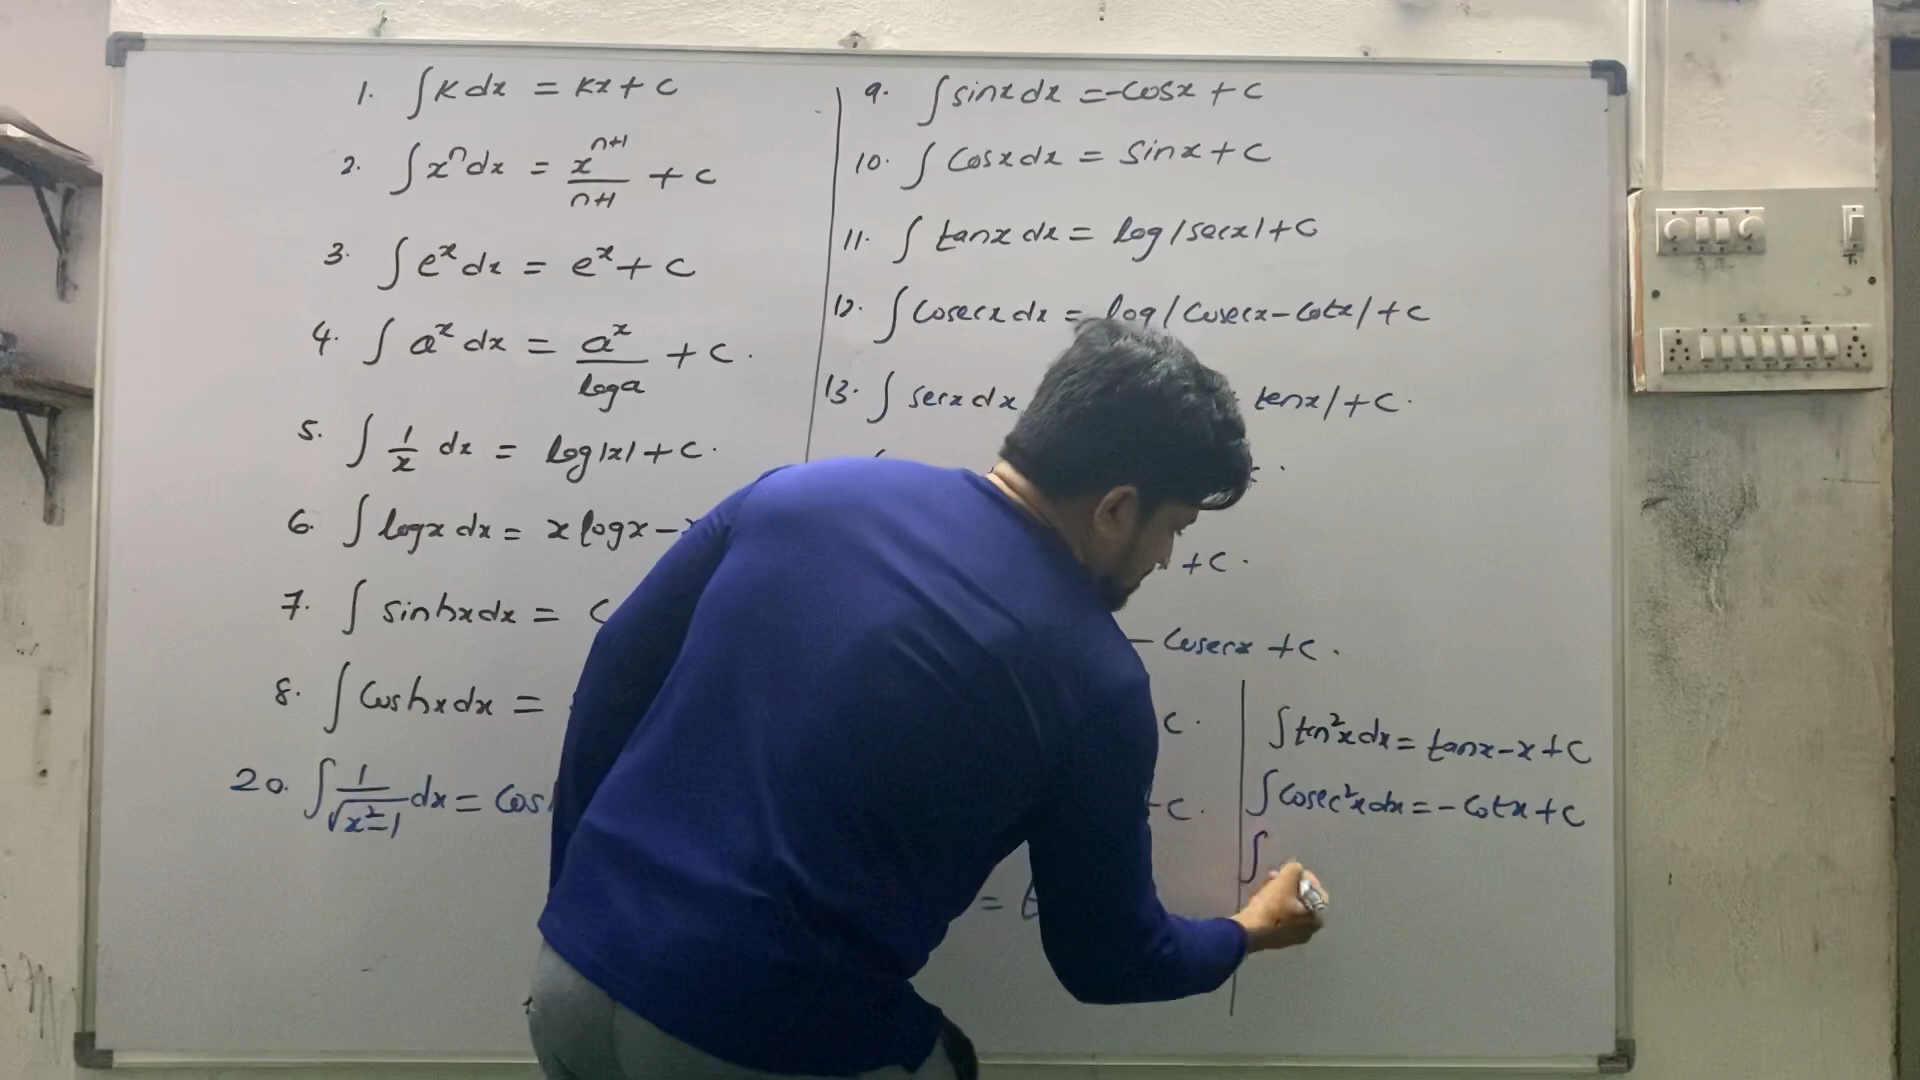 1. ∫ K dx = Kx + C
2. ∫ xⁿ dx = xⁿ⁺¹/n+1 + C
3. ∫ eˣ dx = eˣ + C
4. ∫ aˣ dx = aˣ/log a + C.
5. ∫ 1/x dx = log|x| + C.
6. ∫ log x dx = x log x -
7. ∫ sinhx dx =
8. ∫ Coshx dx =
20. ∫ 1/√x²-1 dx = Cos
9. ∫ sinx dx = -Cosx + C
10. ∫ Cosx dx = Sinx + C
11. ∫ tanx dx = log|secx| + C
12. ∫ Cosecx dx = log|Cosecx - Cotx| + C
13. ∫ secx dx tanx| + C.
+ C.
- Cosecx + C.
C.
+ C.
=
∫ tan²x dx = tanx - x + C
∫ Cosec²x dx = - Cotx + C
∫